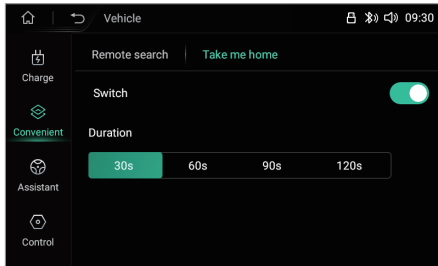 Vehicle 09:30
Remote search Take me home
Charge
Switch
Convenient
Duration
30s 60s 90s 120s
Assistant
Control